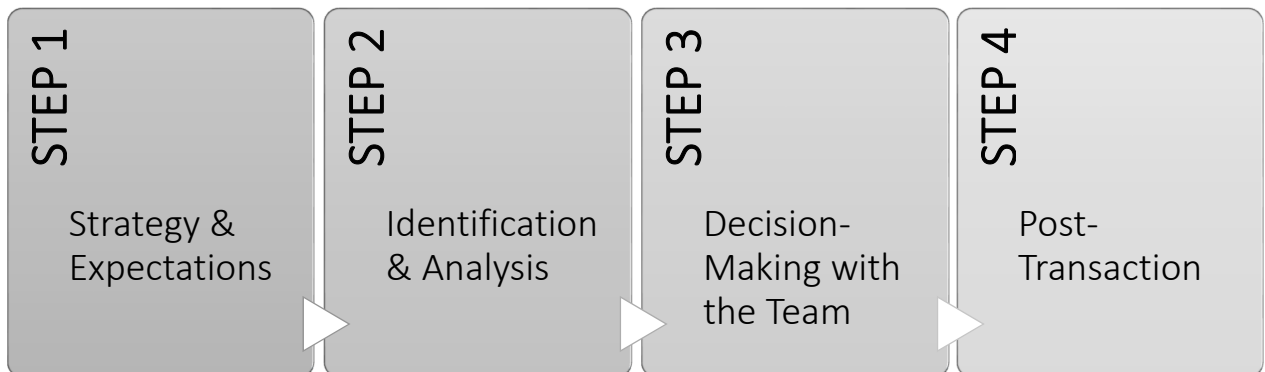 STEP 1
Strategy &
Expectations
STEP 2
Identification
& Analysis
STEP 3
Decision-
Making with
the Team
STEP 4
Post-
Transaction